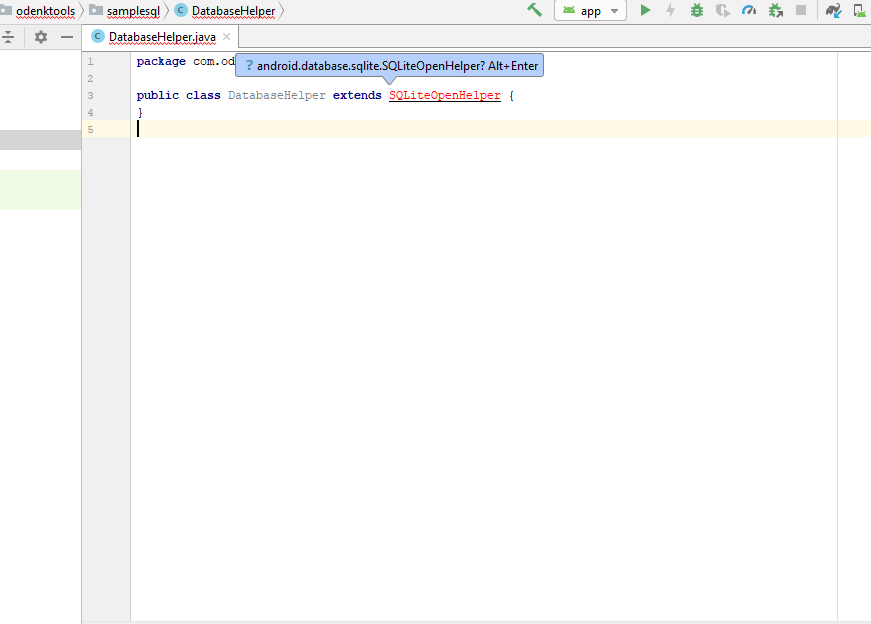 odenktools samplesql C DatabaseHelper app
C DatabaseHelper.java
1 package com.od
? android.database.sqlite.SQLiteOpenHelper? Alt+Enter
2
3 public class DatabaseHelper extends SQLiteOpenHelper {
4 }
5